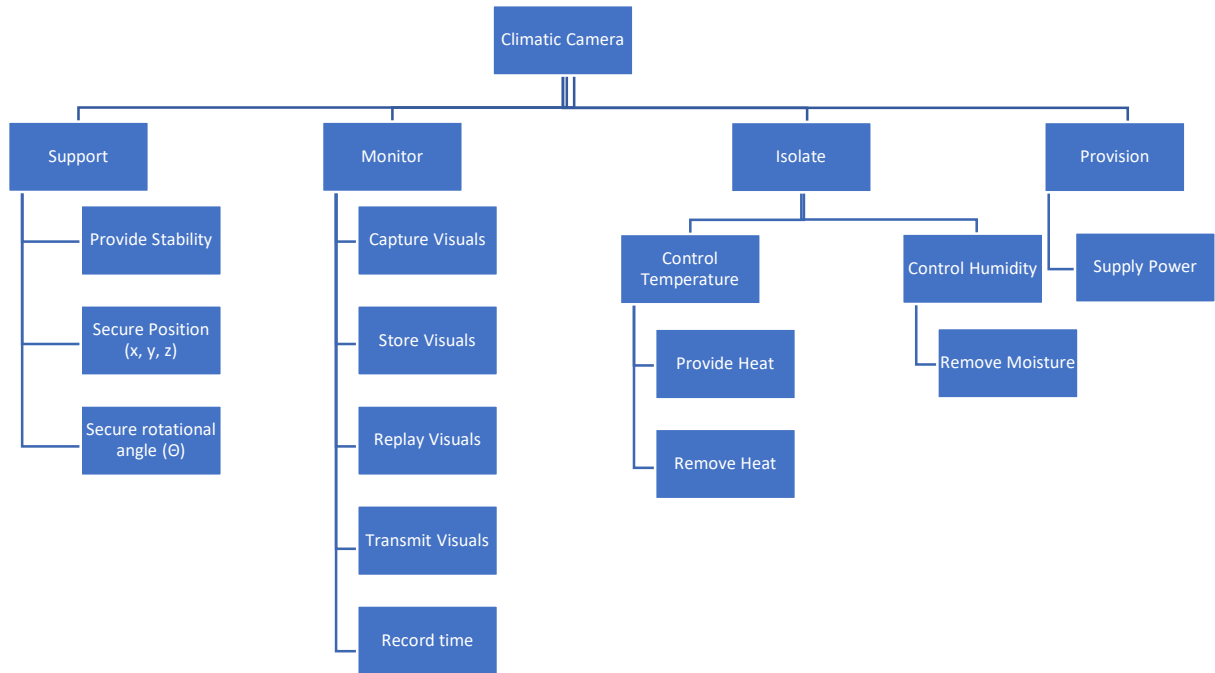 Climatic Camera
Support
Monitor
Isolate
Provision
Provide Stability
Secure Position
(x, y, z)
Secure rotational
angle (Θ)
Capture Visuals
Store Visuals
Replay Visuals
Transmit Visuals
Record time
Control
Temperature
Provide Heat
Remove Heat
Control Humidity
Remove Moisture
Supply Power